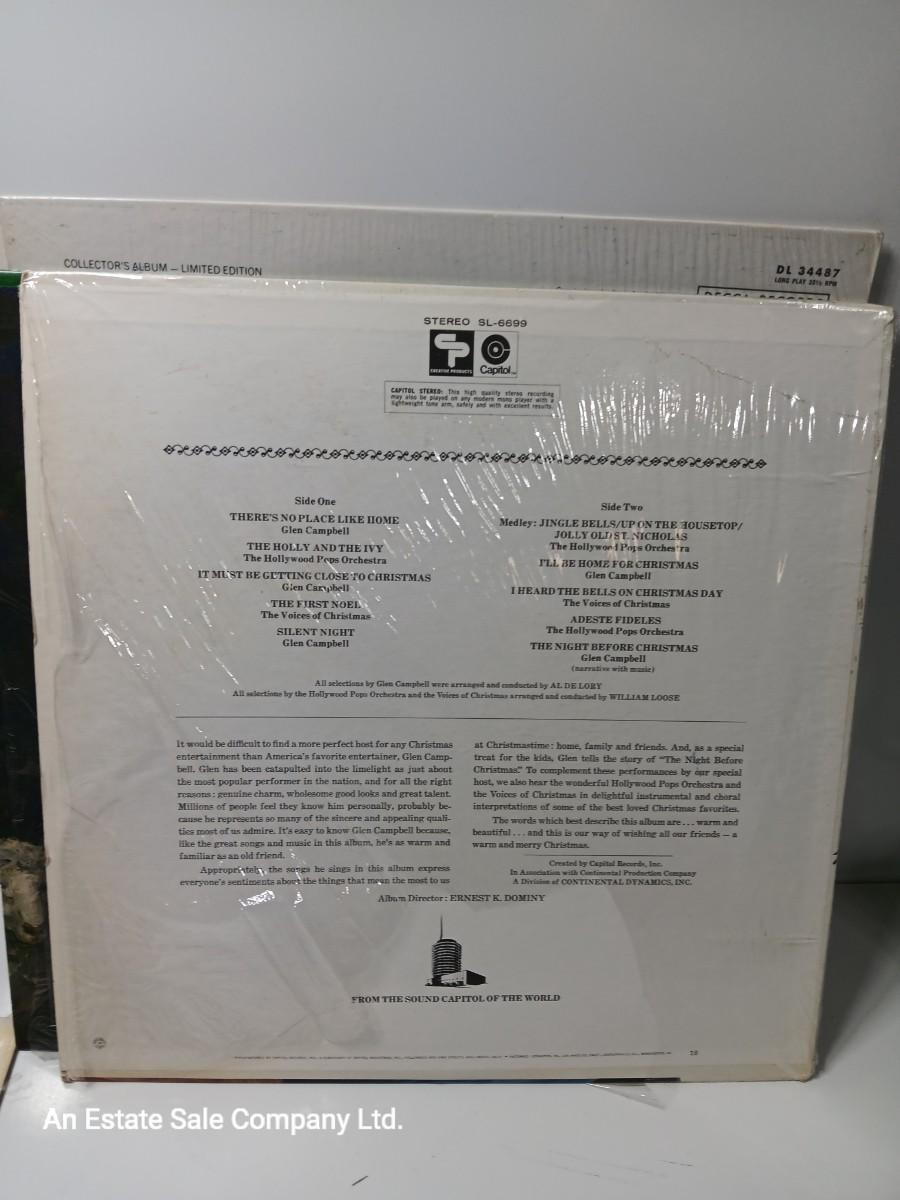 COLLECTOR'S ALBUM – LIMITED EDITION
DL 34487
LONG PLAY 33⅓ RPM
DECCA RECORDS
STEREO SL-6699
CREATIVE PRODUCTS
Capitol
CAPITOL STEREO: This high quality stereo recording
may also be played on any modern mono player with a
lightweight tone arm, safely and with excellent results.
Side One
THERE'S NO PLACE LIKE HOME
Glen Campbell
THE HOLLY AND THE IVY
The Hollywood Pops Orchestra
IT MUST BE GETTING CLOSE TO CHRISTMAS
Glen Campbell
THE FIRST NOEL
The Voices of Christmas
SILENT NIGHT
Glen Campbell
Side Two
Medley: JINGLE BELLS/UP ON THE HOUSETOP/
JOLLY OLD ST. NICHOLAS
The Hollywood Pops Orchestra
I'LL BE HOME FOR CHRISTMAS
Glen Campbell
I HEARD THE BELLS ON CHRISTMAS DAY
The Voices of Christmas
ADESTE FIDELES
The Hollywood Pops Orchestra
THE NIGHT BEFORE CHRISTMAS
Glen Campbell
(narrative with music)
All selections by Glen Campbell were arranged and conducted by AL DE LORY
All selections by the Hollywood Pops Orchestra and the Voices of Christmas arranged and conducted by WILLIAM LOOSE
It would be difficult to find a more perfect host for any Christmas
entertainment than America's favorite entertainer, Glen Camp-
bell. Glen has been catapulted into the limelight as just about
the most popular performer in the nation, and for all the right
reasons: genuine charm, wholesome good looks and great talent.
Millions of people feel they know him personally, probably be-
cause he represents so many of the sincere and appealing quali-
ties most of us admire. It's easy to know Glen Campbell because,
like the great songs and music in this album, he's as warm and
familiar as an old friend.
Appropriately, the songs he sings in this album express
everyone's sentiments about the things that mean the most to us
at Christmastime: home, family and friends. And, as a special
treat for the kids, Glen tells the story of "The Night Before
Christmas." To complement these performances by our special
host, we also hear the wonderful Hollywood Pops Orchestra and
the Voices of Christmas in delightful instrumental and choral
interpretations of some of the best loved Christmas favorites.
The words which best describe this album are... warm and
beautiful... and this is our way of wishing all our friends – a
warm and merry Christmas.
Created by Capitol Records, Inc.
In Association with Continental Production Company
A Division of CONTINENTAL DYNAMICS, INC.
Album Director: ERNEST K. DOMINY
FROM THE SOUND CAPITOL OF THE WORLD
18
An Estate Sale Company Ltd.